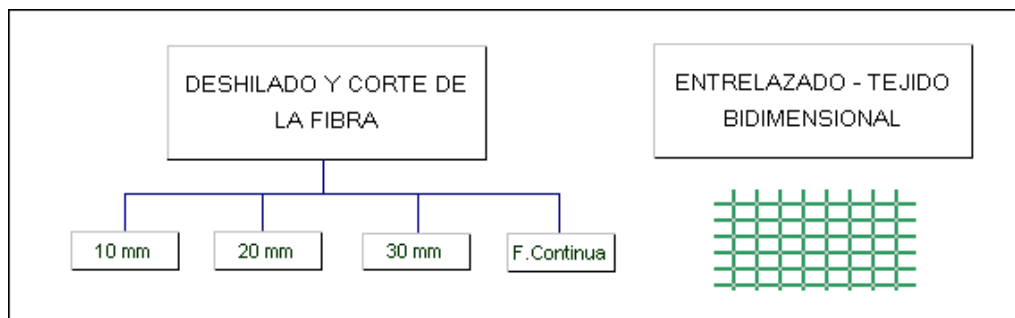 DESHILADO Y CORTE DE
LA FIBRA
ENTRELAZADO - TEJIDO
BIDIMENSIONAL
10 mm
20 mm
30 mm
F.Continua